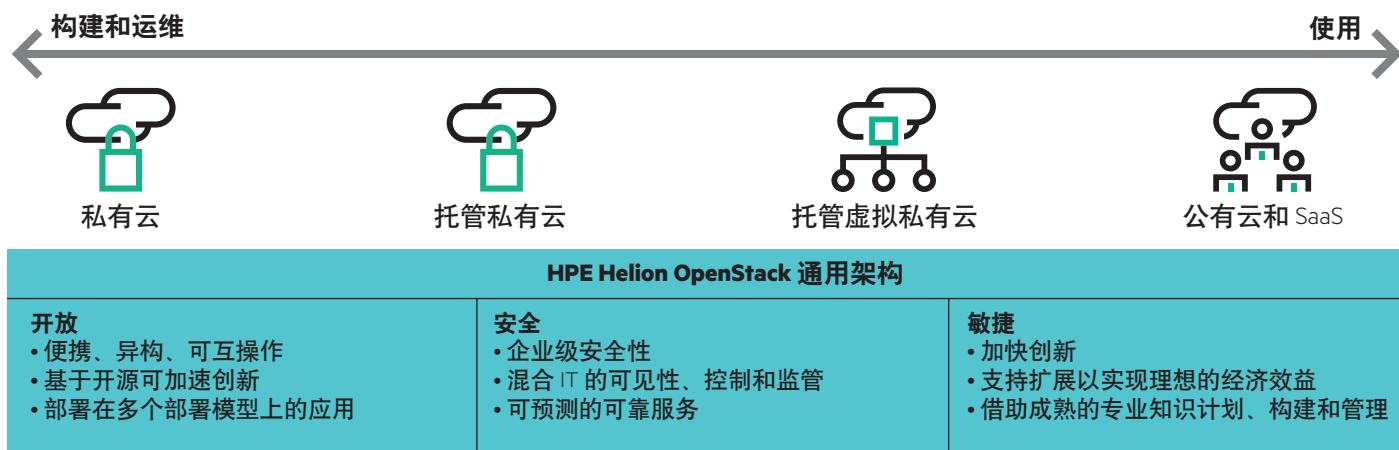 构建和运维
使用
私有云
托管私有云
托管虚拟私有云
公有云和 SaaS
HPE Helion OpenStack 通用架构
开放
• 便携、异构、可互操作
• 基于开源可加速创新
• 部署在多个部署模型上的应用
安全
• 企业级安全性
• 混合 IT 的可见性、控制和监管
• 可预测的可靠服务
敏捷
• 加快创新
• 支持扩展以实现理想的经济效益
• 借助成熟的专业知识计划、构建和管理